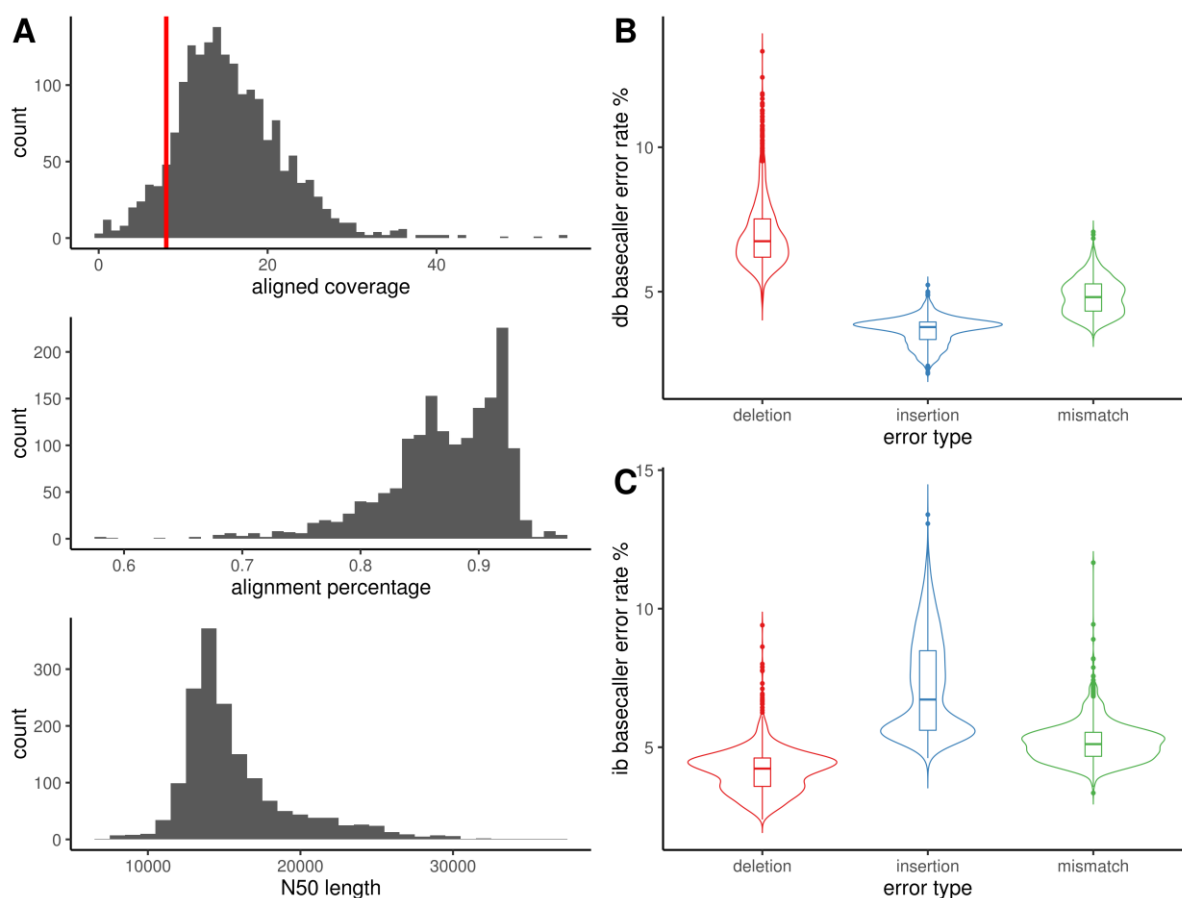 A
count
100
50
0
0
20
40
aligned coverage
count
200
150
100
50
0
0.6
0.7
0.8
0.9
alignment percentage
count
300
200
100
0
10000
20000
30000
N50 length
B
db basecaller error rate %
10
5
deletion
insertion
mismatch
error type
C
ib basecaller error rate %
15
10
5
deletion
insertion
mismatch
error type